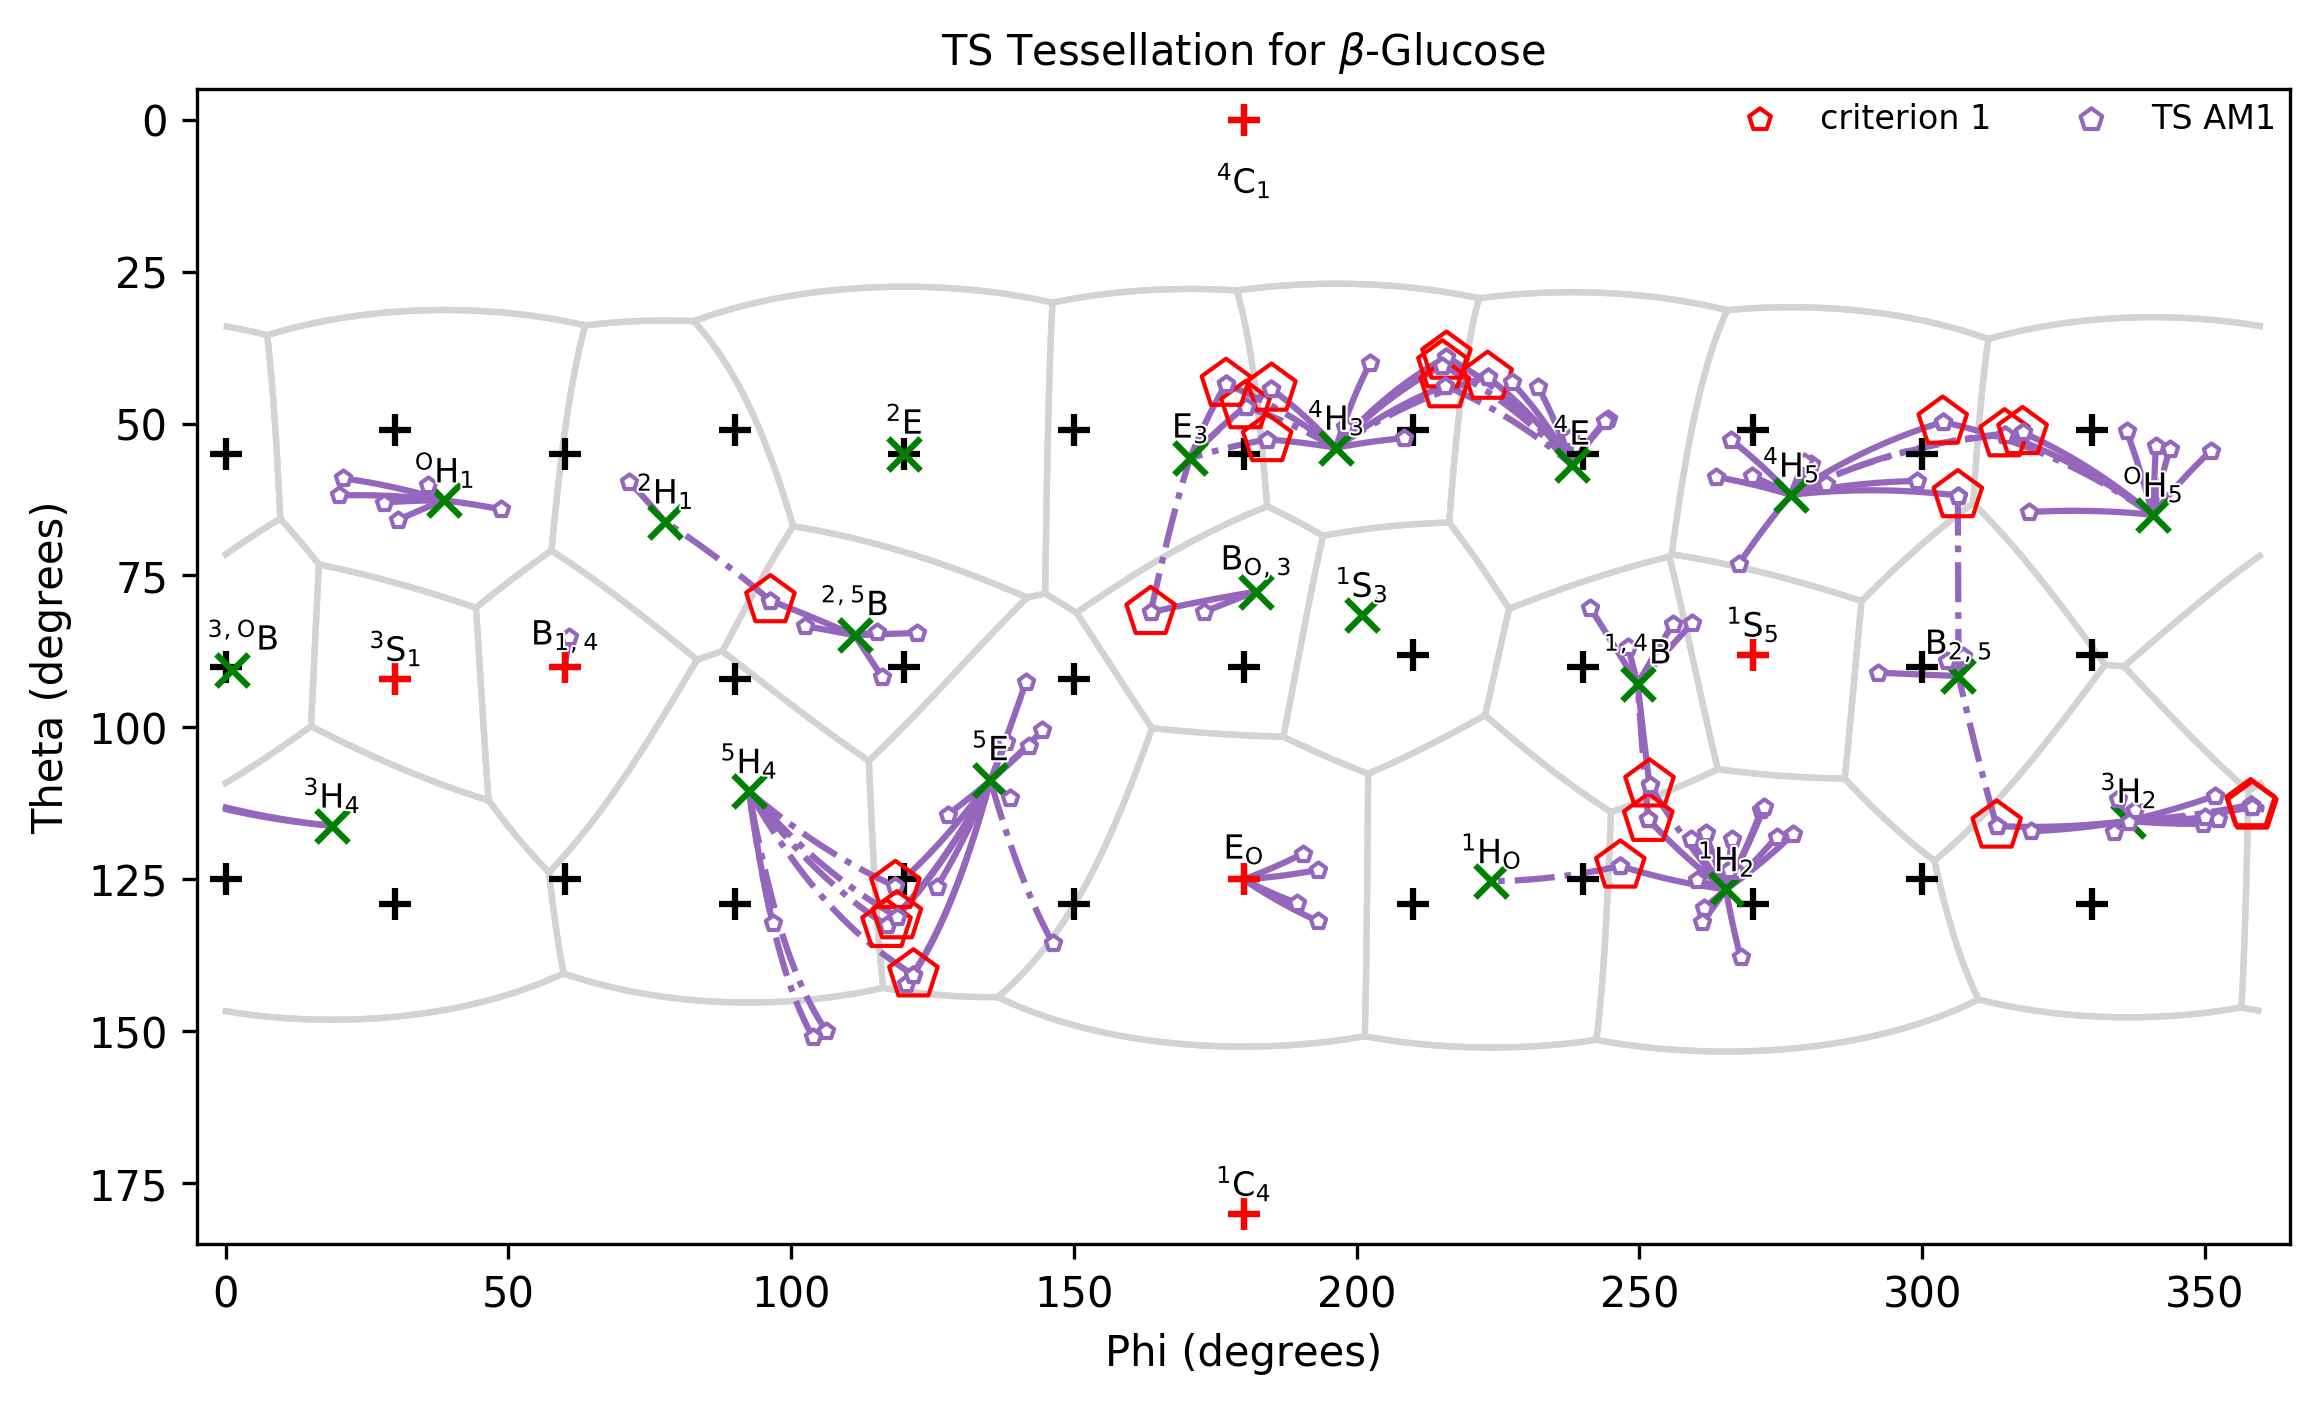 TS Tessellation for β-Glucose
criterion 1
TS AM1
⁴C₁
²E
E₃
⁴H₃
⁴E
⁴H₅
ᴼH₅
ᴼH₁
²H₁
²,⁵B
B_O,3
¹S₃
³,ᴼB
³S₁
B₁,₄
¹,⁴B
¹S₅
B₂,₅
⁵H₄
⁵E
³H₄
³H₂
E_O
¹H_O
¹H₂
¹C₄
0
25
50
75
100
125
150
175
Theta (degrees)
0 50 100 150 200 250 300 350
Phi (degrees)